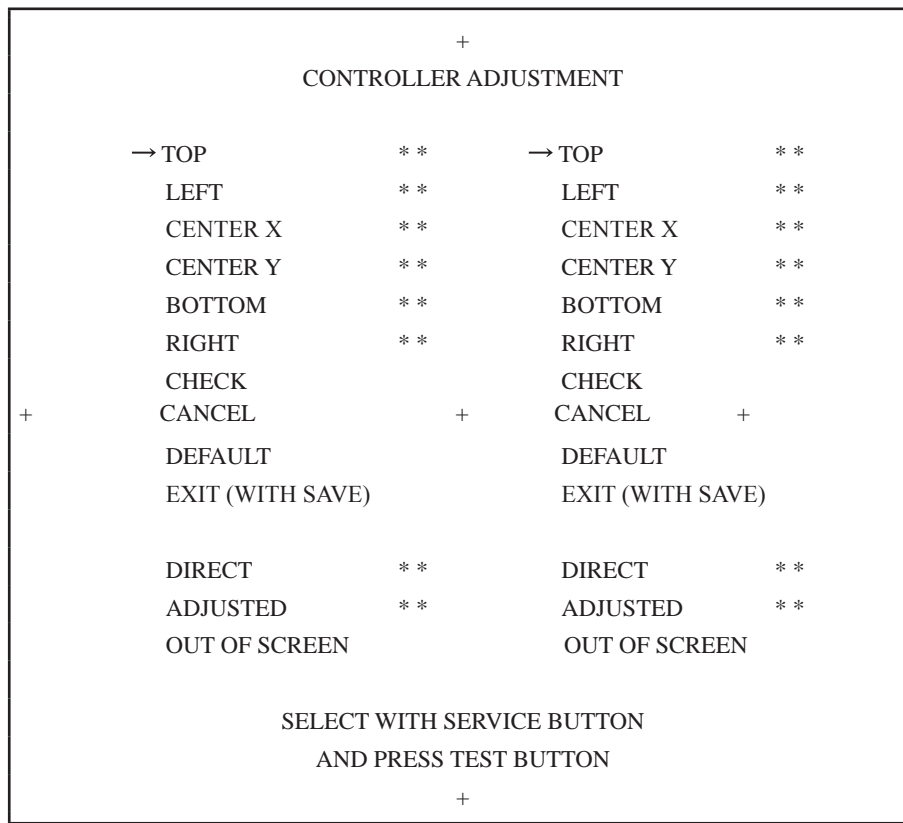 +
CONTROLLER ADJUSTMENT
→ TOP * * → TOP * *
LEFT * * LEFT * *
CENTER X * * CENTER X * *
CENTER Y * * CENTER Y * *
BOTTOM * * BOTTOM * *
RIGHT * * RIGHT * *
CHECK CHECK
+ CANCEL + CANCEL +
DEFAULT DEFAULT
EXIT (WITH SAVE) EXIT (WITH SAVE)
DIRECT * * DIRECT * *
ADJUSTED * * ADJUSTED * *
OUT OF SCREEN OUT OF SCREEN
SELECT WITH SERVICE BUTTON
AND PRESS TEST BUTTON
+